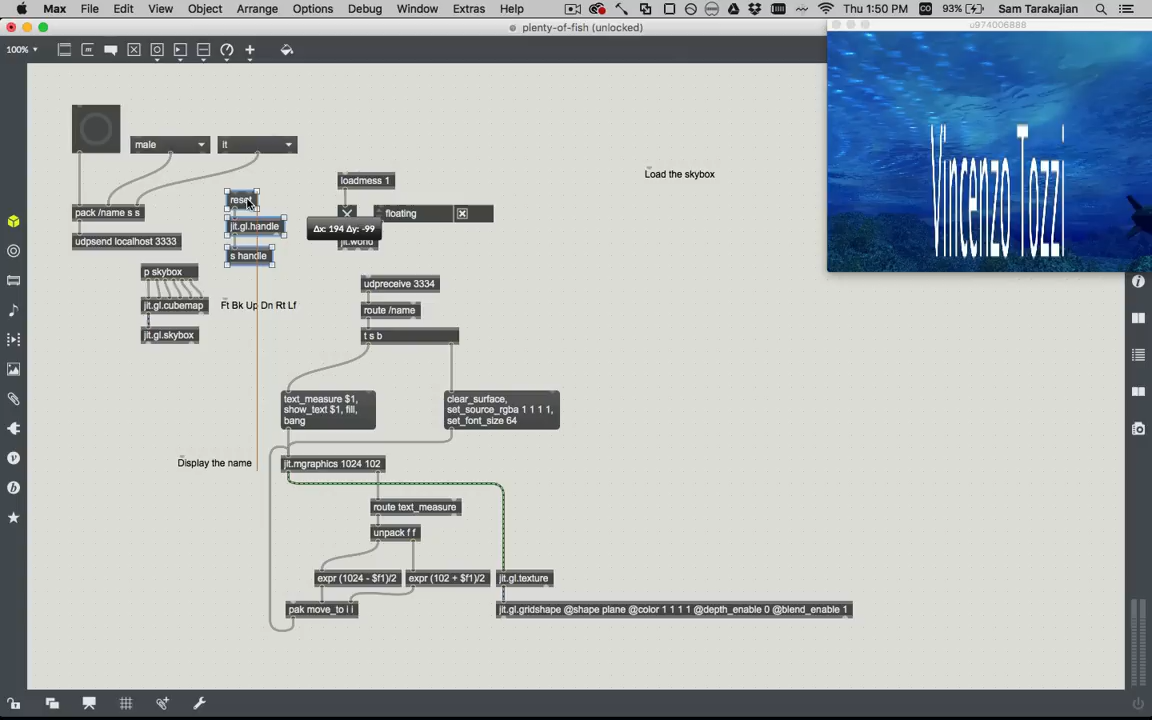 Max File Edit View Object Arrange Options Debug Window Extras Help 93% Thu 1:50 PM Sam Tarakajian
plenty-of-fish (unlocked)
u974006888
100%
male
it
Load the skybox
reset
loadmess 1
pack /name s s
floating
jit.gl.handle
Δx: 194 Δy: -99
udpsend localhost 3333
jit.world
s handle
p skybox
udpreceive 3334
jit.gl.cubemap
Ft Bk Up Dn Rt Lf
route /name
jit.gl.skybox
t s b
text_measure $1,
show_text $1, fill,
bang
clear_surface,
set_source_rgba 1 1 1 1,
set_font_size 64
Display the name
jit.mgraphics 1024 102
route text_measure
unpack f f
expr (1024 - $f1)/2
expr (102 + $f1)/2
jit.gl.texture
pak move_to i i
jit.gl.gridshape @shape plane @color 1 1 1 1 @depth_enable 0 @blend_enable 1
Vincenzo Tozzi